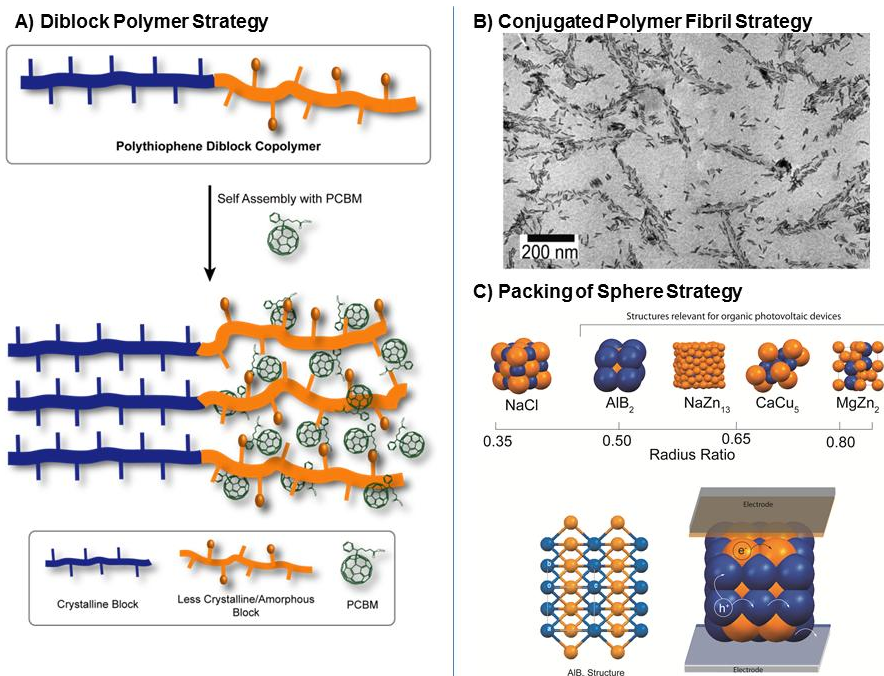 A) Diblock Polymer Strategy
Polythiophene Diblock Copolymer
Self Assembly with PCBM
Crystalline Block
Less Crystalline/Amorphous
Block
PCBM
B) Conjugated Polymer Fibril Strategy
200 nm
C) Packing of Sphere Strategy
Structures relevant for organic photovoltaic devices
NaCl
AlB2
NaZn13
CaCu5
MgZn2
0.35
0.50
0.65
0.80
Radius Ratio
Electrode
e-
h+
AlB2 Structure
Electrode